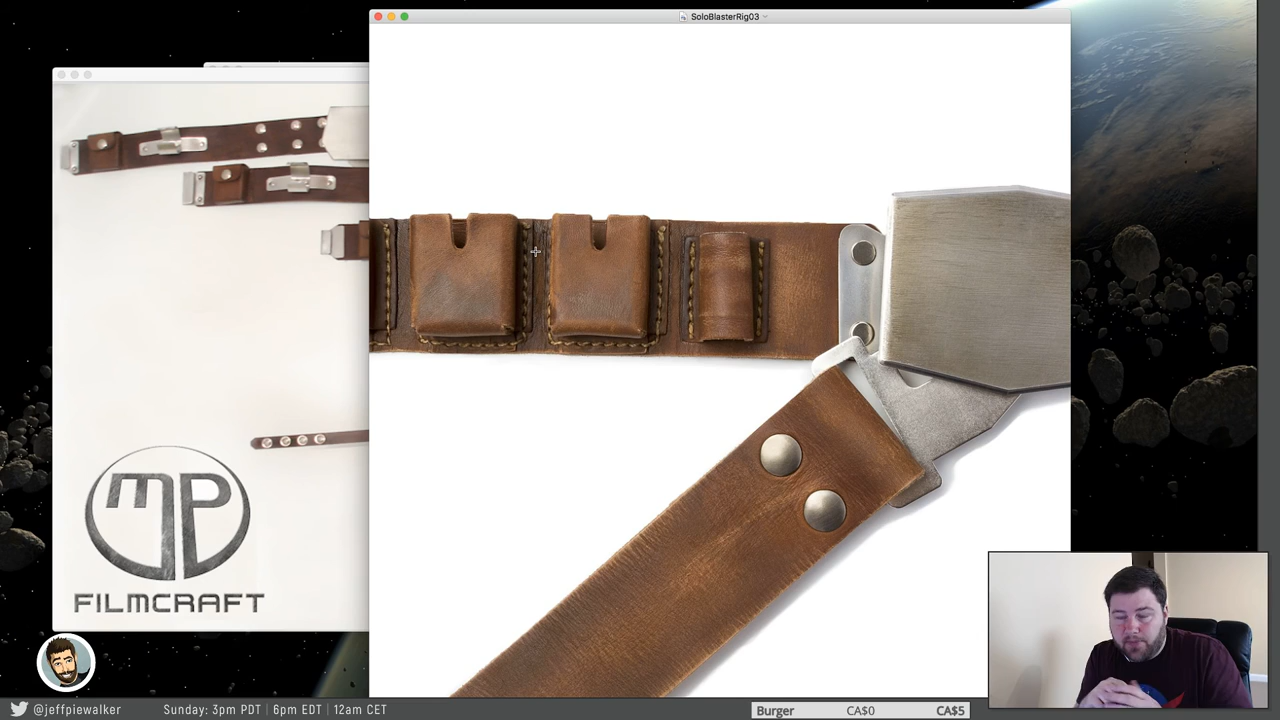 SoloBlasterRig03
MP
FILMCRAFT
@jeffpiewalker
Sunday: 3pm PDT | 6pm EDT | 12am CET
Burger CA$0 CA$5